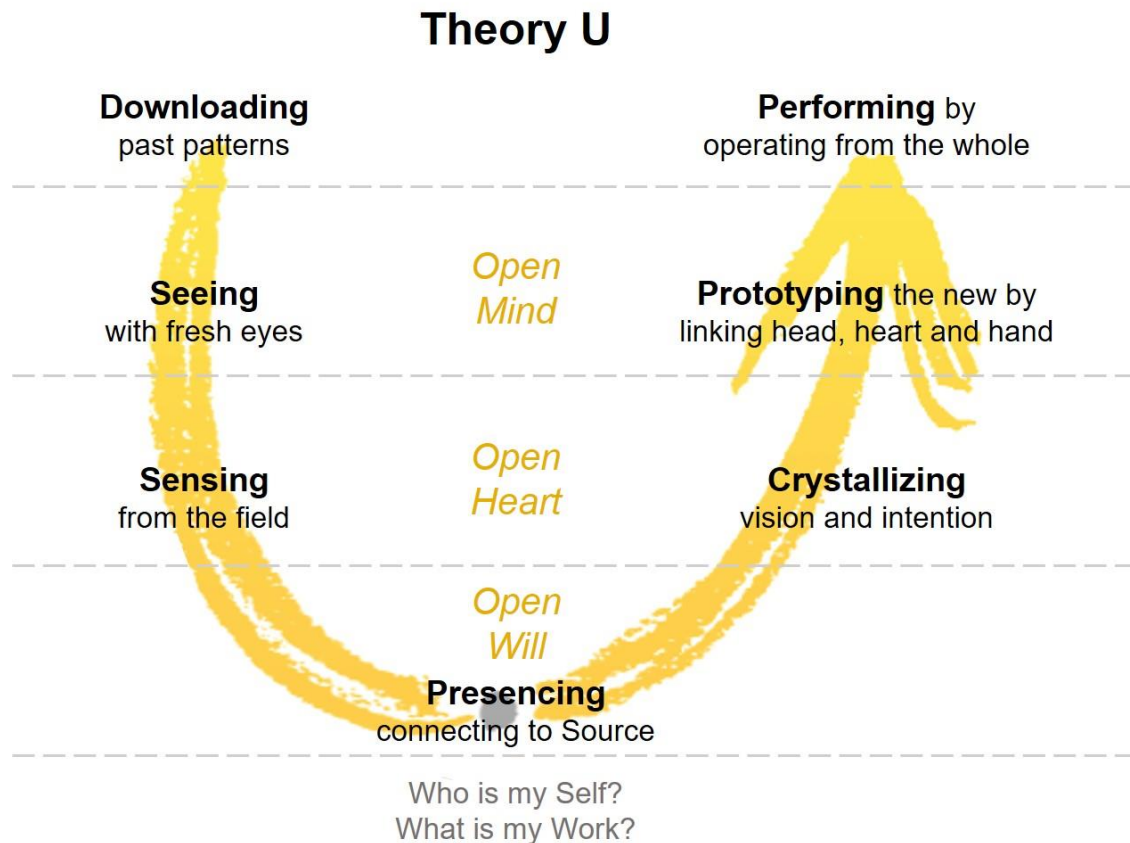 Theory U
Downloading
past patterns
Performing by
operating from the whole
Open
Mind
Seeing
with fresh eyes
Prototyping the new by
linking head, heart and hand
Open
Heart
Sensing
from the field
Crystallizing
vision and intention
Open
Will
Presencing
connecting to Source
Who is my Self?
What is my Work?